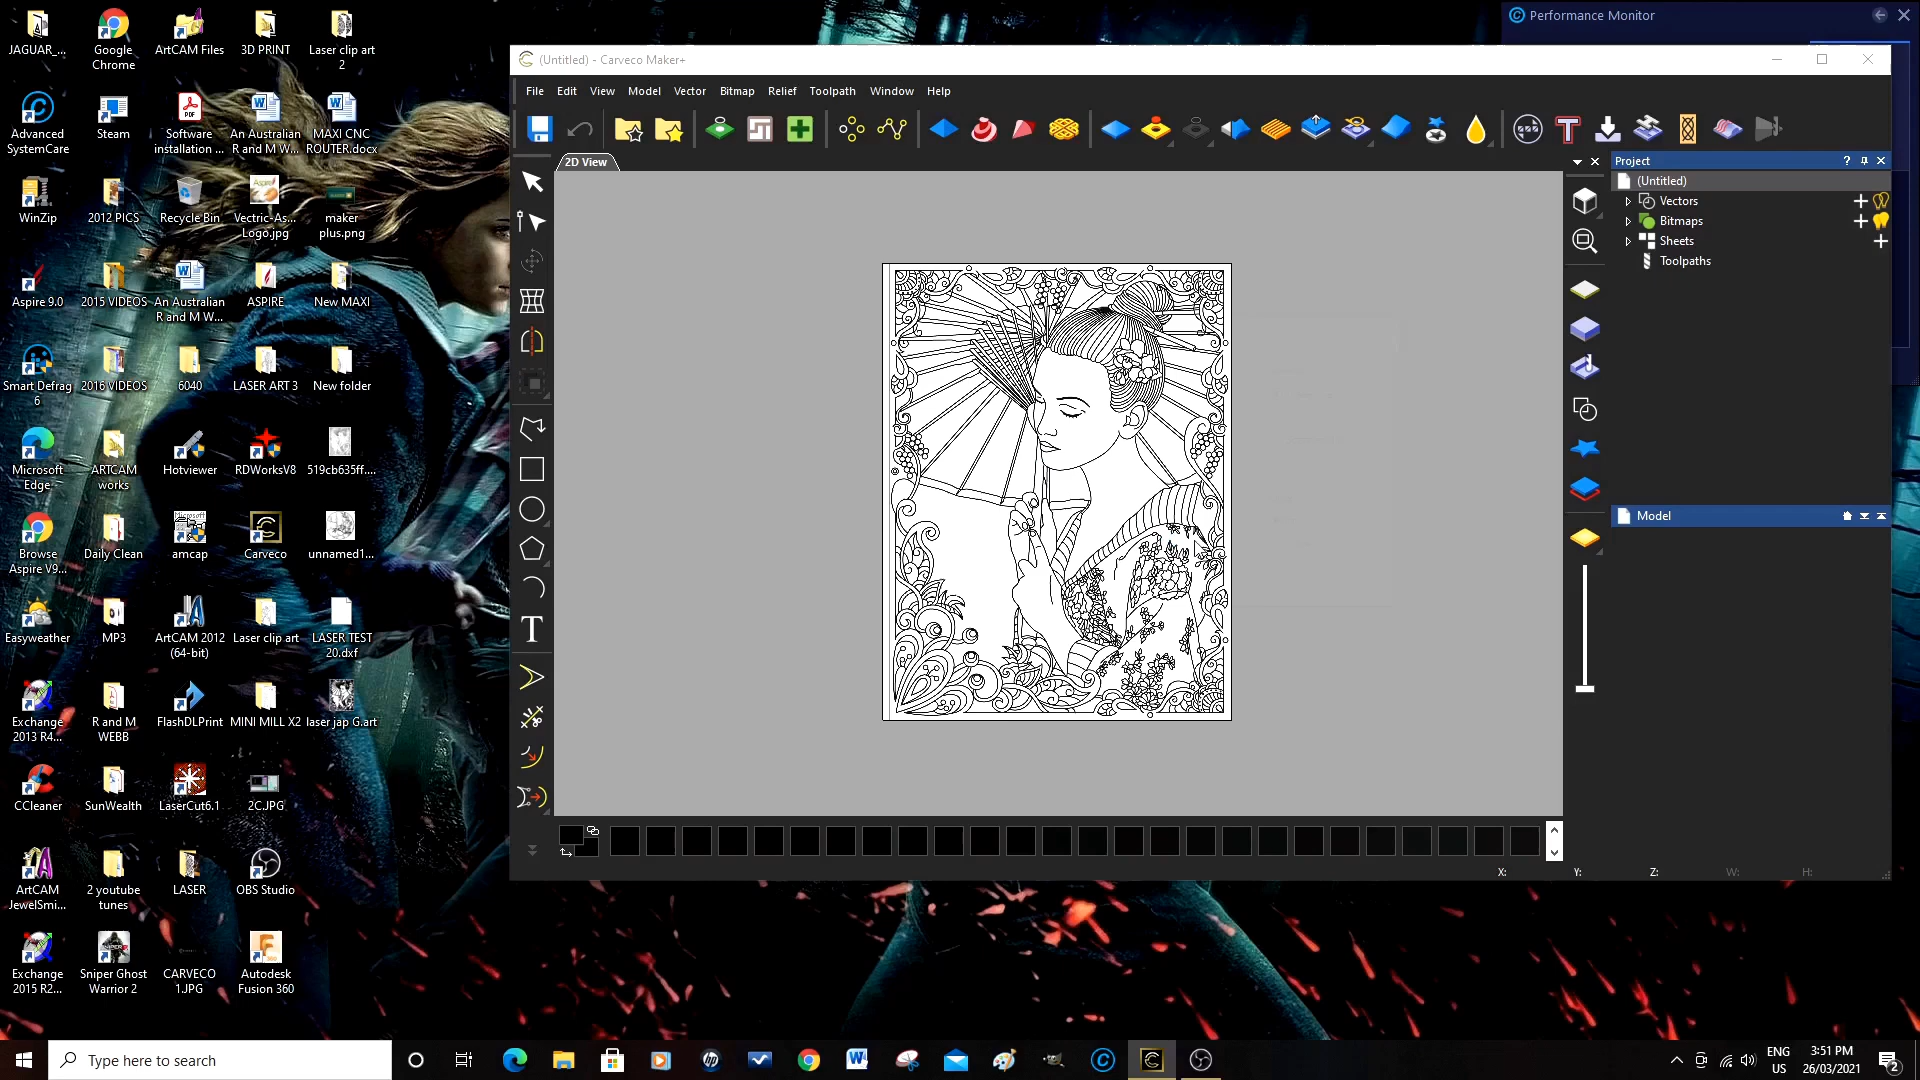 JAGUAR_...
Google
Chrome
ArtCAM Files
3D PRINT
Laser clip art
2
Advanced
SystemCare
Steam
PDF
Software
installation ...
An Australian
R and M W...
MAXI CNC
ROUTER.docx
WinZip
2012 PICS
Recycle Bin
Aspire
Vectric-As...
Logo.jpg
maker
plus.png
Aspire 9.0
2015 VIDEOS
An Australian
R and M W...
ASPIRE
New MAXI
Smart Defrag
6
2016 VIDEOS
6040
LASER ART 3
New folder
Microsoft
Edge
ARTCAM
works
Hotviewer
RDWorksV8
519cb635ff....
Browse
Aspire V9...
Daily Clean
Microsoft
amcap
Carveco
unnamed1...
Easyweather
MP3
ArtCAM 2012
(64-bit)
Laser clip art
LASER TEST
20.dxf
Exchange
2013 R4...
R and M
WEBB
FlashDLPrint
MINI MILL X2
laser jap G.art
CCleaner
SunWealth
LaserCut6.1
2C.JPG
ArtCAM
JewelSmi...
2 youtube
tunes
LASER
OBS Studio
Exchange
2015 R2...
Sniper Ghost
Warrior 2
CARVECO
1.JPG
Autodesk
Fusion 360
Performance Monitor
(Untitled) - Carveco Maker+
File Edit View Model Vector Bitmap Relief Toolpath Window Help
2D View
Project
(Untitled)
Vectors
Bitmaps
Sheets
Toolpaths
Model
X: Y: Z: W: H:
Type here to search
ENG
US
3:51 PM
26/03/2021
2